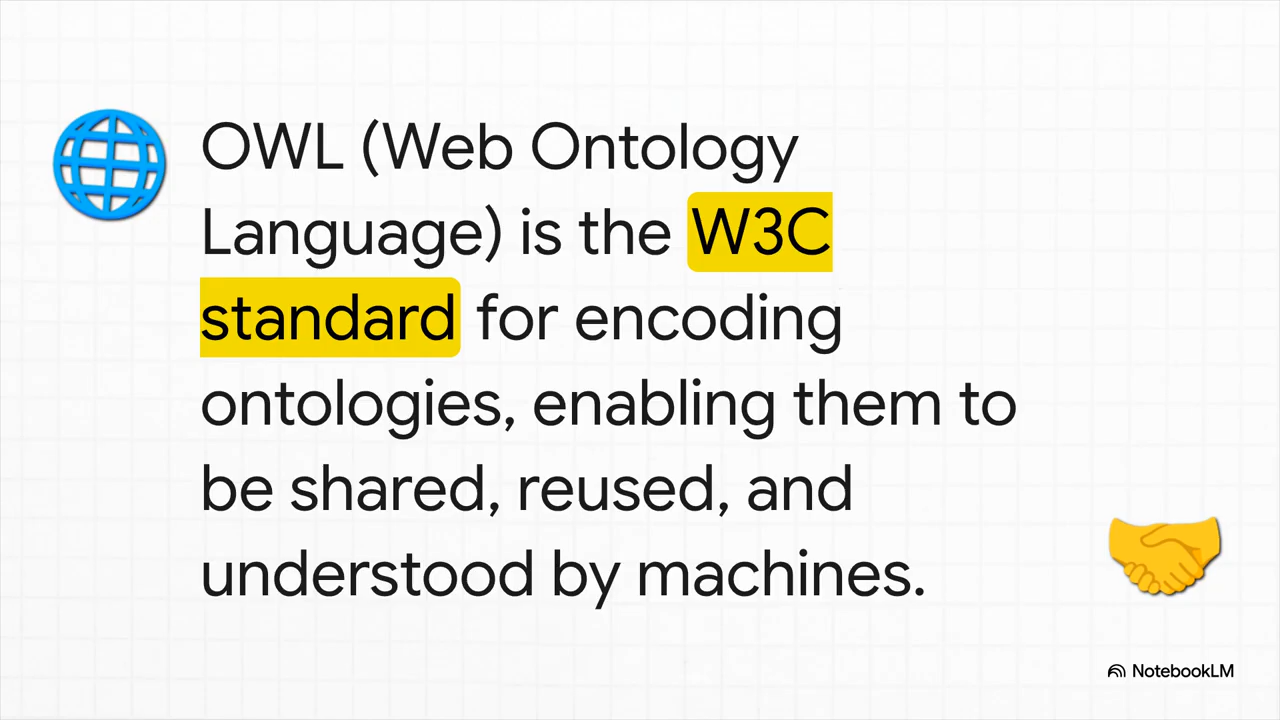 OWL (Web Ontology
Language) is the W3C
standard for encoding
ontologies, enabling them to
be shared, reused, and
understood by machines.
NotebookLM